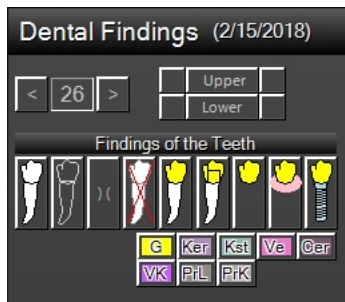 Dental Findings (2/15/2018)
< 26 > Upper
Lower
Findings of the Teeth
)(
G Ker Kst Ve Cer
VK PrL PrK